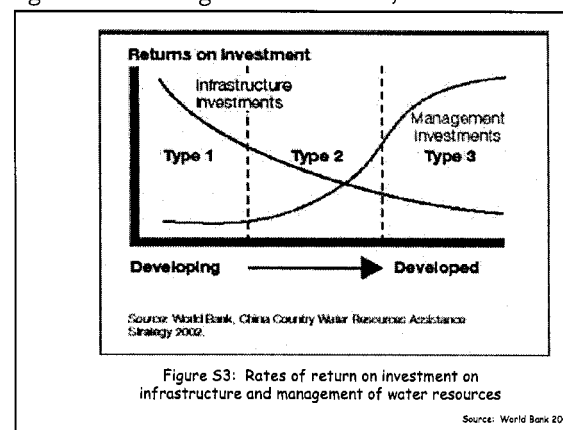 Returns on Investment
Infrastructure
Investments
Management
Investments
Type 1
Type 2
Type 3
Developing
Developed
Source: World Bank, China Country Water Resources Assistance
Strategy 2002.
Figure S3: Rates of return on investment on
infrastructure and management of water resources
Source: World Bank 20